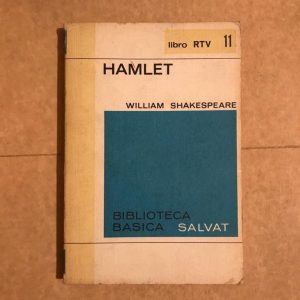 libro RTV 11
HAMLET
WILLIAM SHAKESPEARE
BIBLIOTECA
BASICA SALVAT